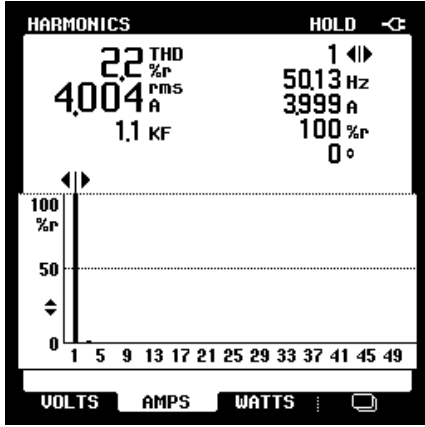 HARMONICS HOLD
2,2 THD %r 1
4,004 rms A 50,13 Hz
3,999 A
1,1 KF 100 %r
0 °
100
%r
50
0
1 5 9 13 17 21 25 29 33 37 41 45 49
VOLTS AMPS WATTS